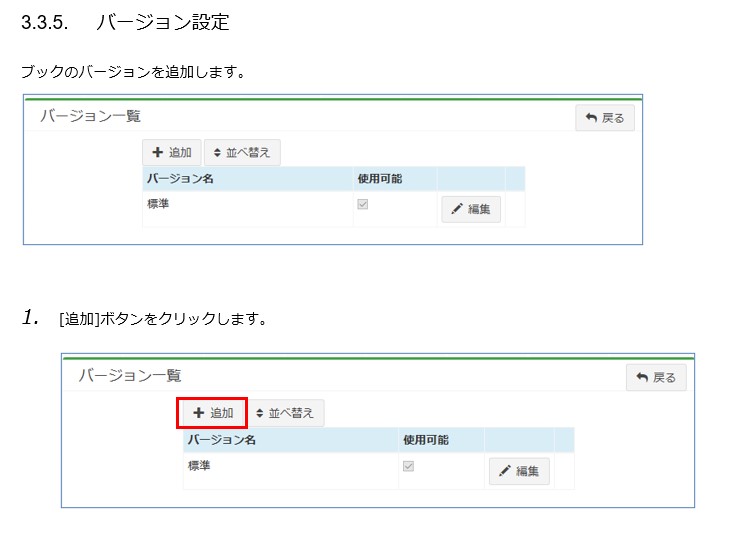 3.3.5. バージョン設定
ブックのバージョンを追加します。
バージョン一覧
戻る
追加 並べ替え
バージョン名 使用可能
標準 編集
1. [追加]ボタンをクリックします。
バージョン一覧
戻る
追加 並べ替え
バージョン名 使用可能
標準 編集